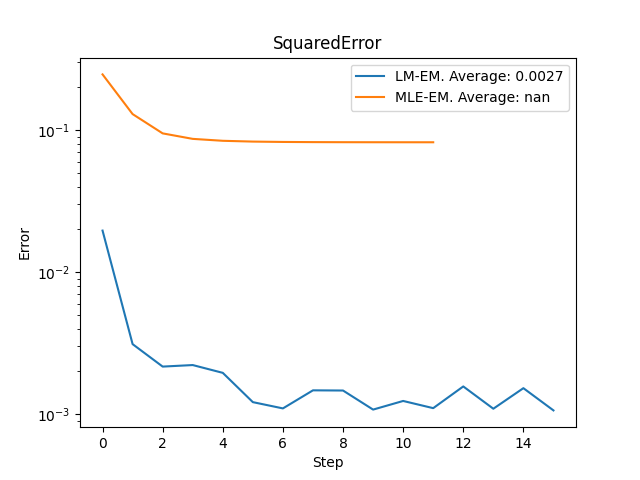 SquaredError
LM-EM. Average: 0.0027
MLE-EM. Average: nan
10⁻¹
10⁻²
10⁻³
Error
0 2 4 6 8 10 12 14
Step